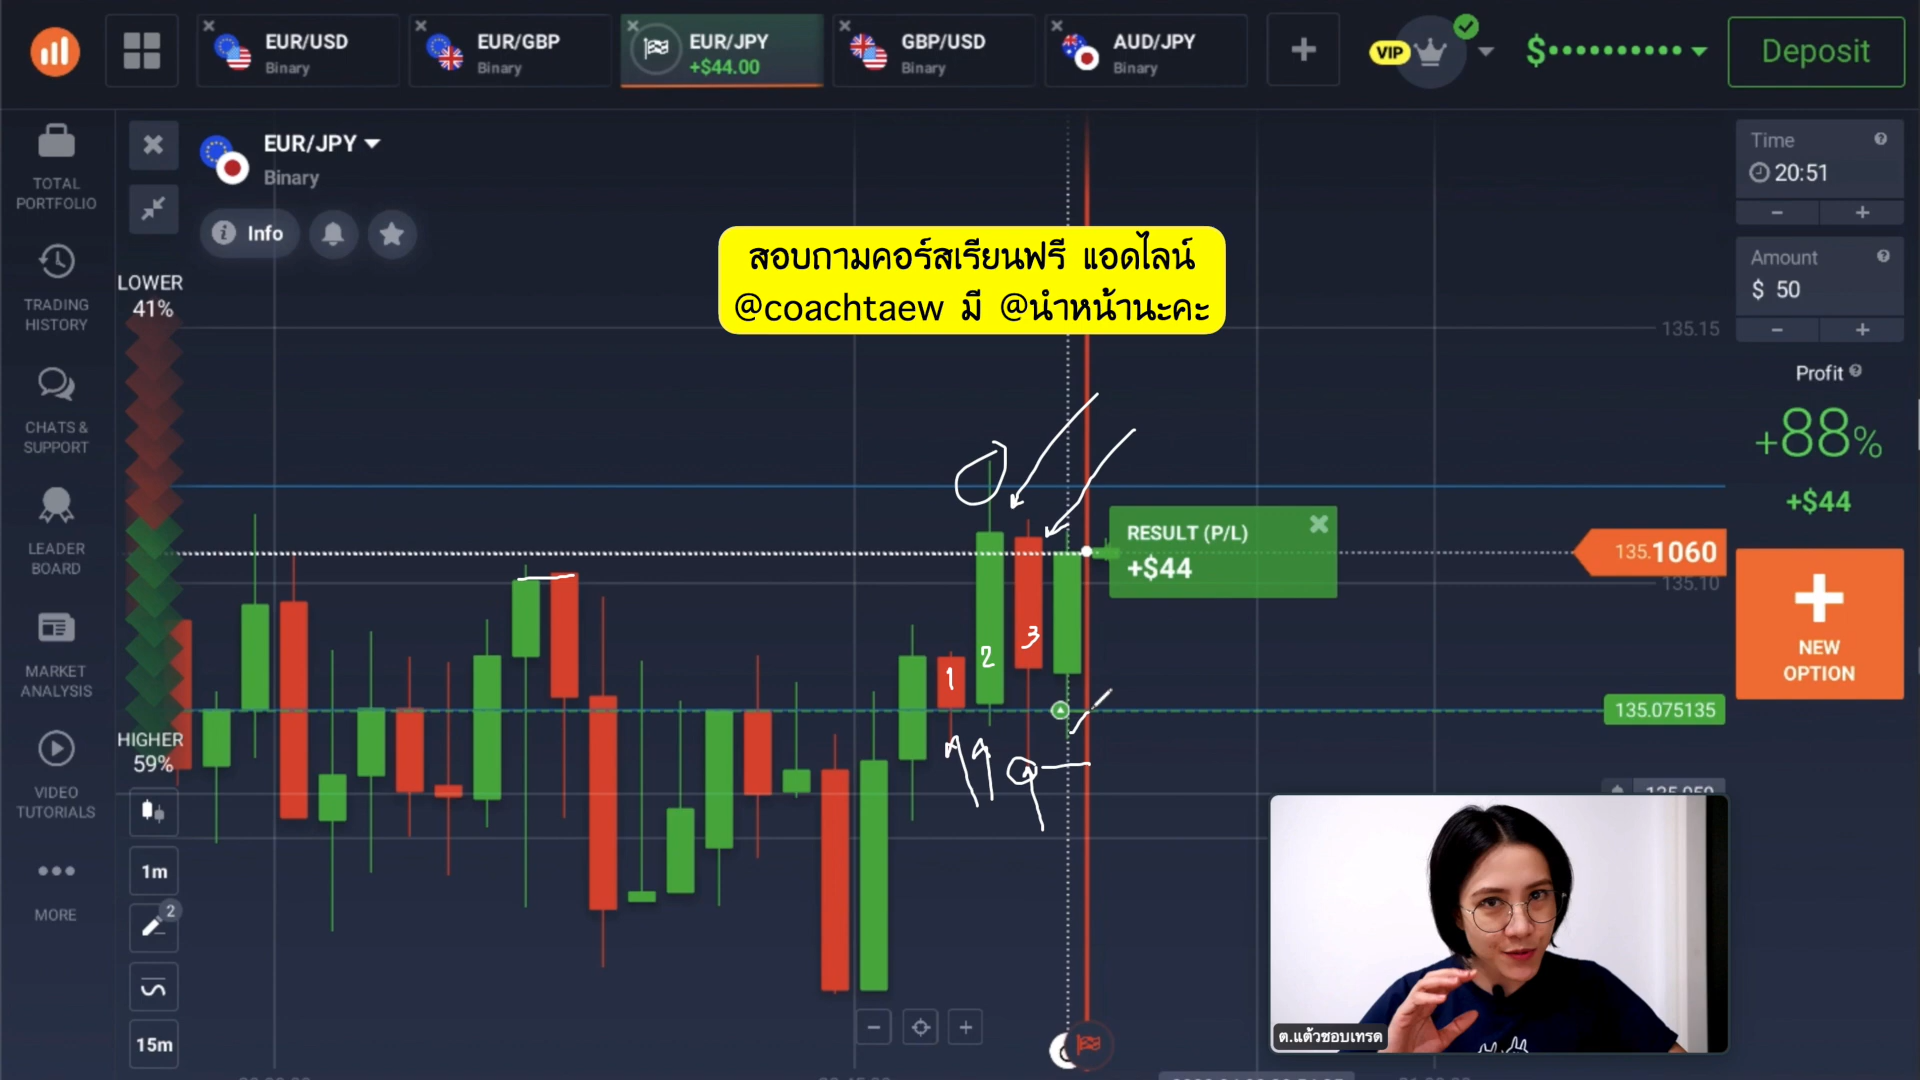 EUR/USD
Binary
EUR/GBP
Binary
EUR/JPY
+$44.00
GBP/USD
Binary
AUD/JPY
Binary
VIP
Deposit
TOTAL
PORTFOLIO
TRADING
HISTORY
CHATS &
SUPPORT
LEADER
BOARD
MARKET
ANALYSIS
VIDEO
TUTORIALS
MORE
EUR/JPY
Binary
Info
LOWER
41%
HIGHER
59%
1m
2
15m
สอบถามคอร์สเรียนฟรี แอดไลน์
@coachtaew มี @นำหน้านะคะ
1
2
3
RESULT (P/L)
+$44
135.15
135.1060
135.10
135.075135
135.050
ต.แต้วชอบเทรด
Time
20:51
Amount
$ 50
Profit
+88%
+$44
NEW
OPTION